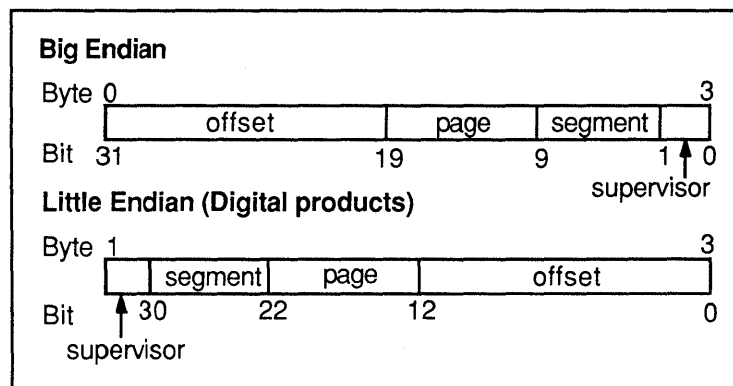 Big Endian
Byte 0 3
offset page segment
Bit 31 19 9 1 0
supervisor
Little Endian (Digital products)
Byte 1 3
segment page offset
Bit 30 22 12 0
supervisor